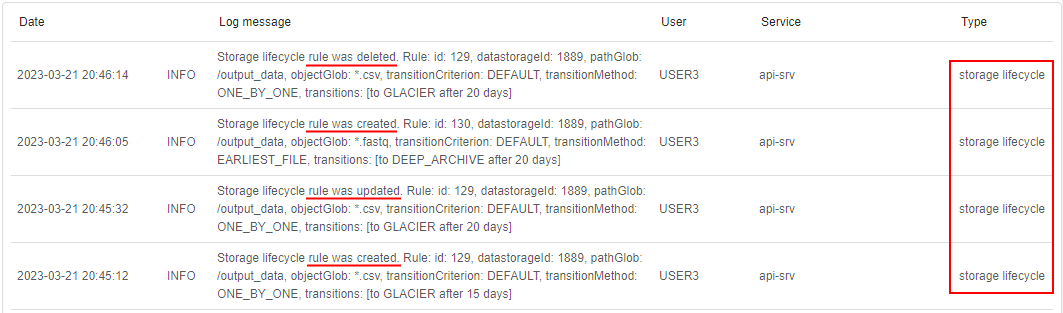 Date Log message User Service Type
Storage lifecycle rule was deleted. Rule: id: 129, datastorageId: 1889, pathGlob:
2023-03-21 20:46:14 INFO /output_data, objectGlob: *.csv, transitionCriterion: DEFAULT, transitionMethod: USER3 api-srv storage lifecycle
ONE_BY_ONE, transitions: [to GLACIER after 20 days]
Storage lifecycle rule was created. Rule: id: 130, datastorageId: 1889, pathGlob:
2023-03-21 20:46:05 INFO /output_data, objectGlob: *.fastq, transitionCriterion: DEFAULT, transitionMethod: USER3 api-srv storage lifecycle
EARLIEST_FILE, transitions: [to DEEP_ARCHIVE after 20 days]
Storage lifecycle rule was updated. Rule: id: 129, datastorageId: 1889, pathGlob:
2023-03-21 20:45:32 INFO /output_data, objectGlob: *.csv, transitionCriterion: DEFAULT, transitionMethod: USER3 api-srv storage lifecycle
ONE_BY_ONE, transitions: [to GLACIER after 20 days]
Storage lifecycle rule was created. Rule: id: 129, datastorageId: 1889, pathGlob:
2023-03-21 20:45:12 INFO /output_data, objectGlob: *.csv, transitionCriterion: DEFAULT, transitionMethod: USER3 api-srv storage lifecycle
ONE_BY_ONE, transitions: [to GLACIER after 15 days]